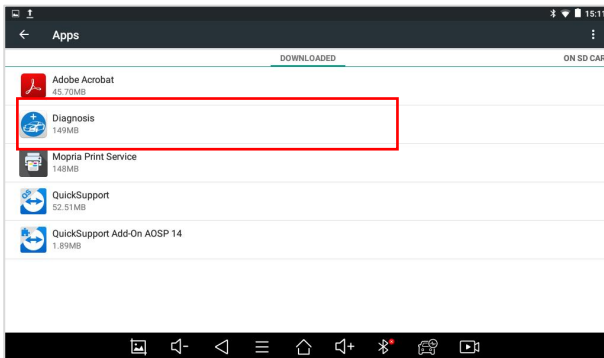 15:11
Apps
DOWNLOADED
ON SD CAR
Adobe Acrobat
45.70MB
Diagnosis
149MB
Mopria Print Service
148MB
QuickSupport
52.51MB
QuickSupport Add-On AOSP 14
1.89MB